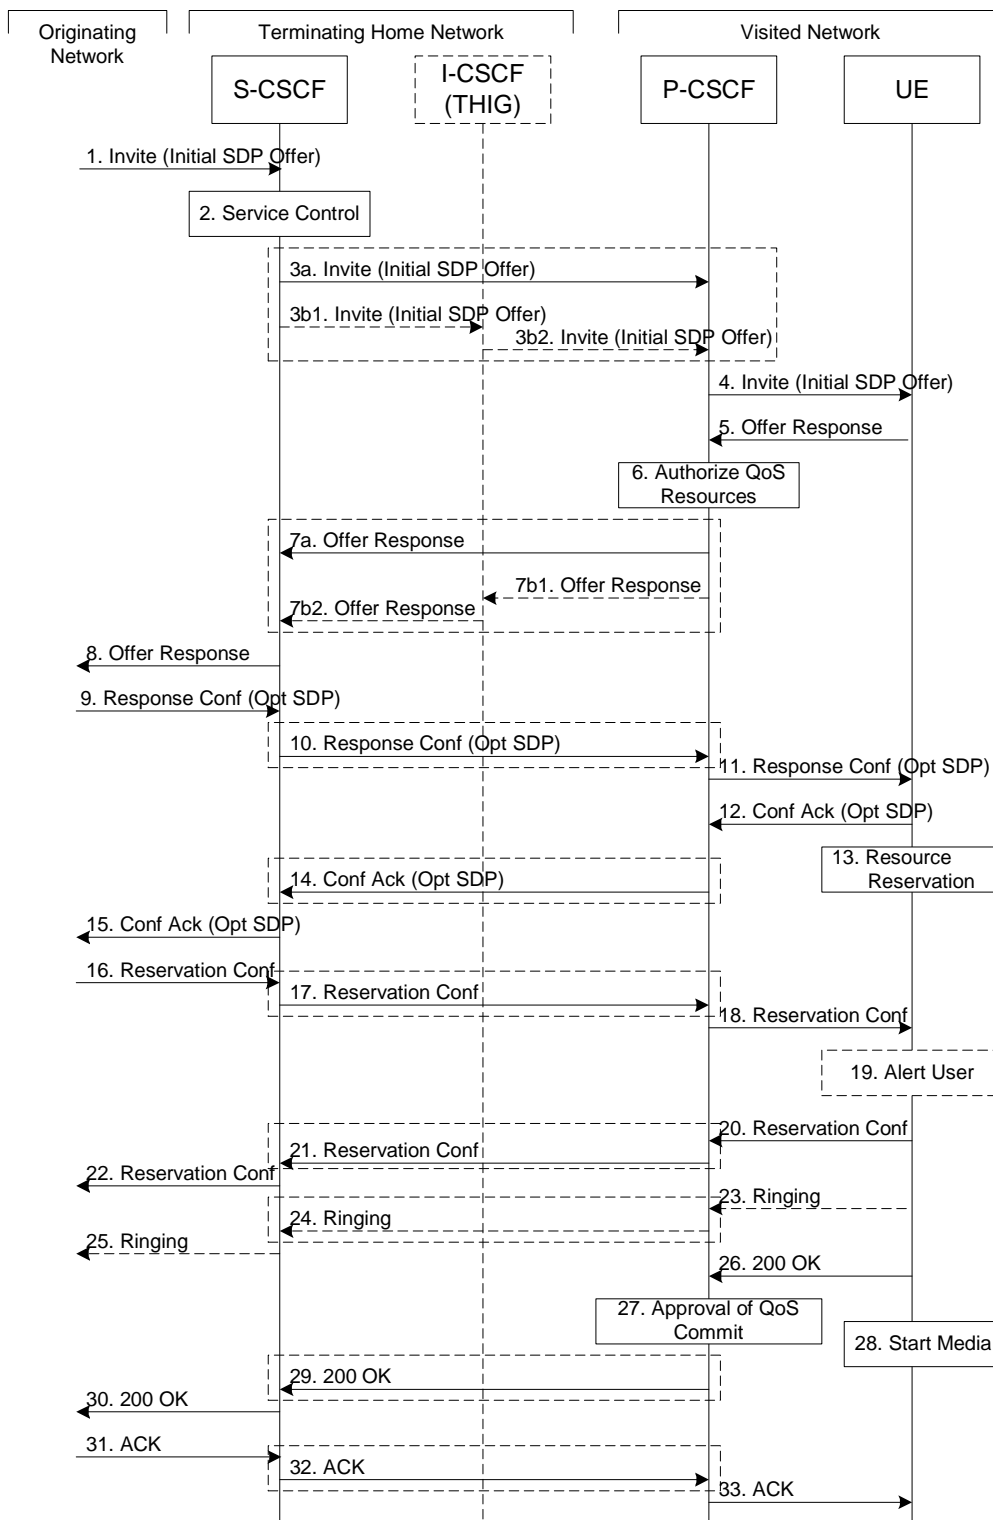 Originating
Network
Terminating Home Network
Visited Network
S-CSCF
I-CSCF
(THIG)
P-CSCF
UE
1. Invite (Initial SDP Offer)
2. Service Control
3a. Invite (Initial SDP Offer)
3b1. Invite (Initial SDP Offer)
3b2. Invite (Initial SDP Offer)
4. Invite (Initial SDP Offer)
5. Offer Response
6. Authorize QoS
Resources
7a. Offer Response
7b1. Offer Response
7b2. Offer Response
8. Offer Response
9. Response Conf (Opt SDP)
10. Response Conf (Opt SDP)
11. Response Conf (Opt SDP)
12. Conf Ack (Opt SDP)
13. Resource
Reservation
14. Conf Ack (Opt SDP)
15. Conf Ack (Opt SDP)
16. Reservation Conf
17. Reservation Conf
18. Reservation Conf
19. Alert User
20. Reservation Conf
21. Reservation Conf
22. Reservation Conf
23. Ringing
24. Ringing
25. Ringing
26. 200 OK
27. Approval of QoS
Commit
28. Start Media
29. 200 OK
30. 200 OK
31. ACK
32. ACK
33. ACK